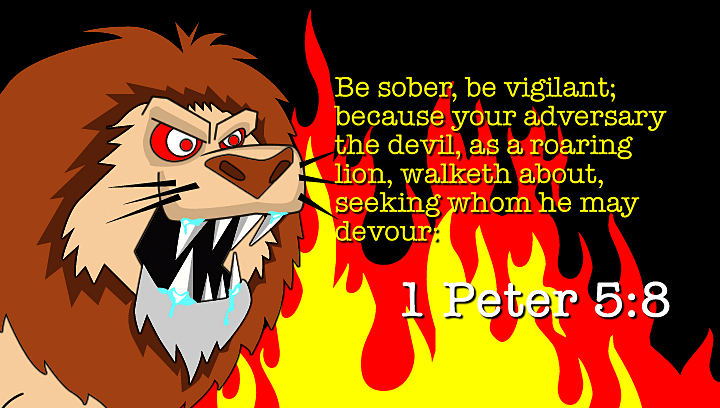 Be sober, be vigilant;
because your adversary
the devil, as a roaring
lion, walketh about,
seeking whom he may
devour:
1 Peter 5:8